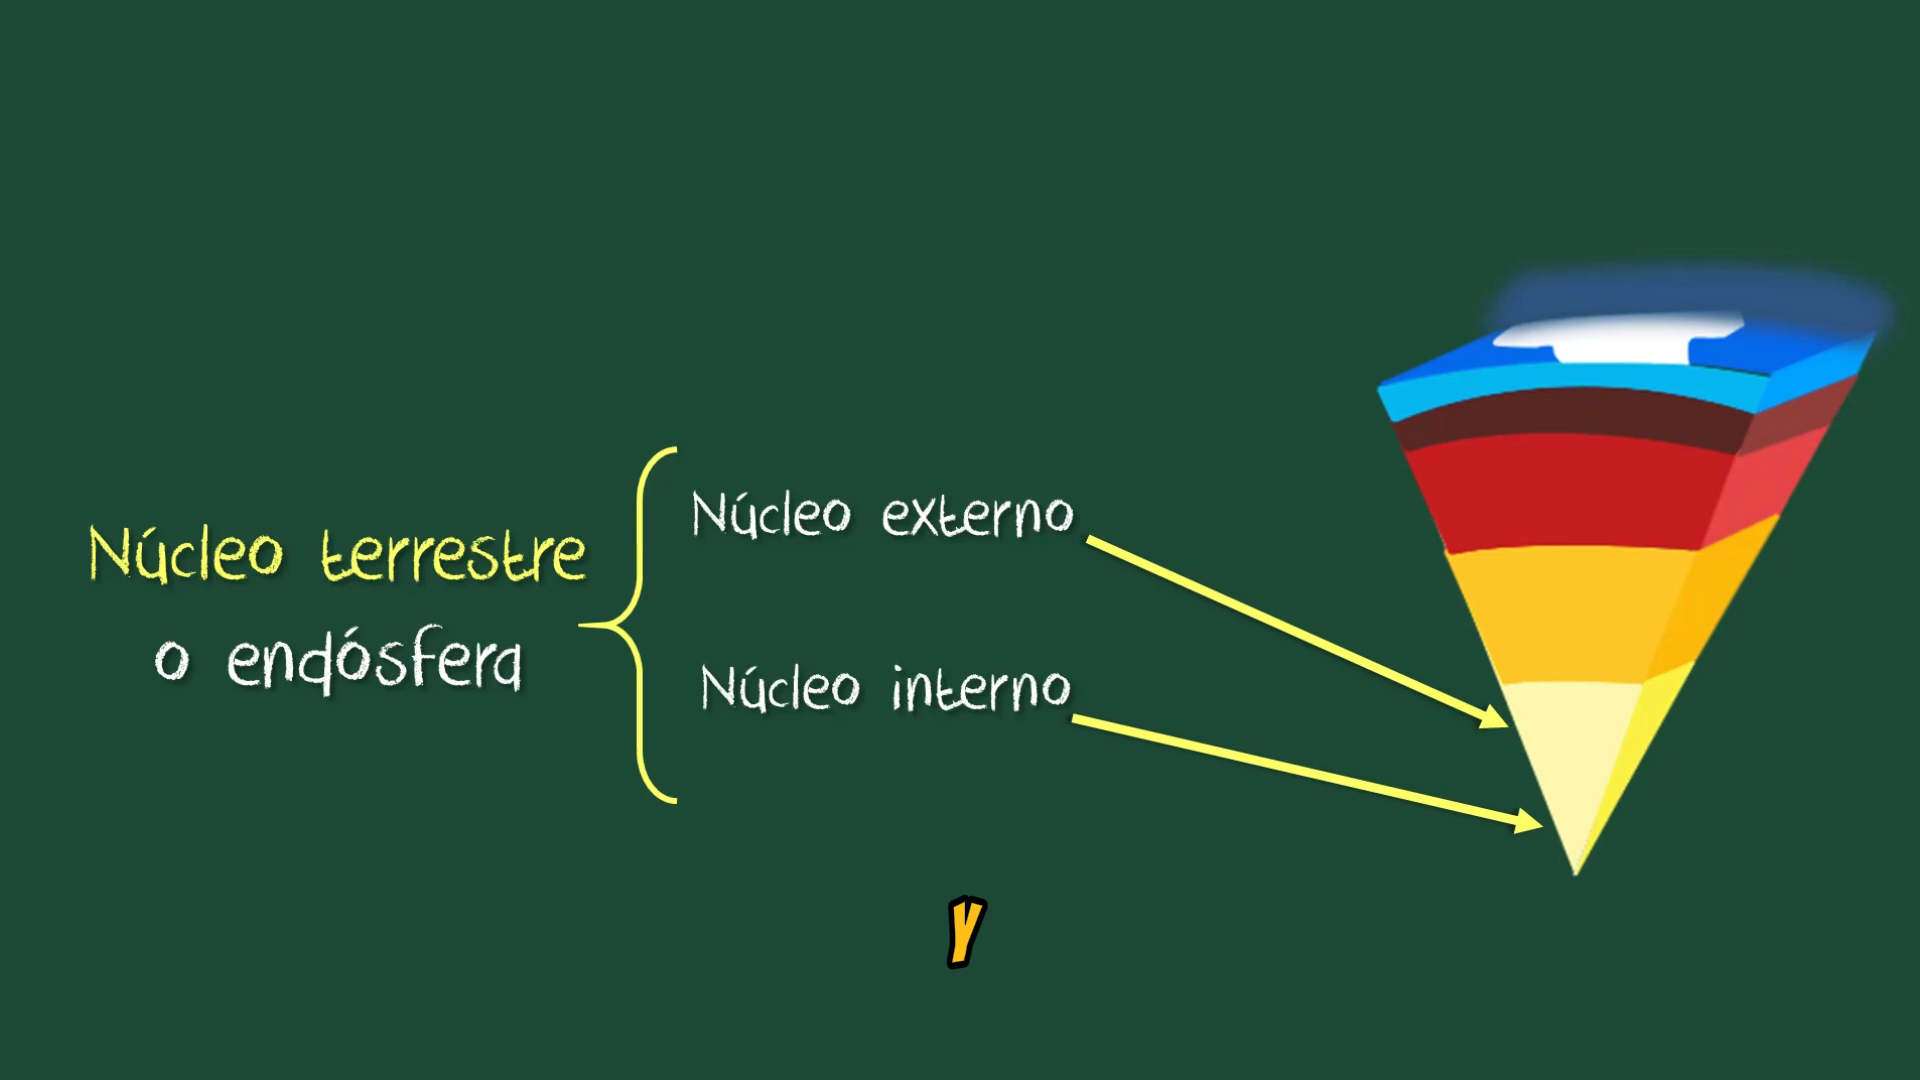 Núcleo terrestre
o endósfera
Núcleo externo
Núcleo interno
Y